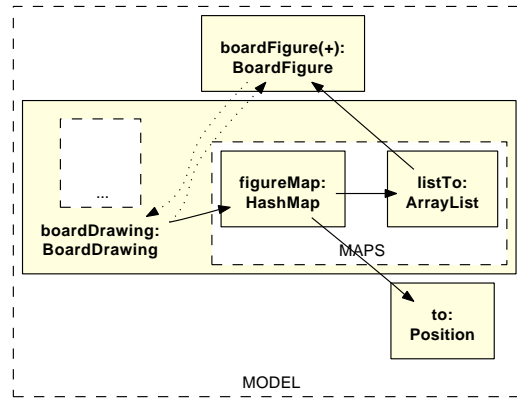 boardFigure(+):
BoardFigure
...
boardDrawing:
BoardDrawing
figureMap:
HashMap
listTo:
ArrayList
MAPS
to:
Position
MODEL